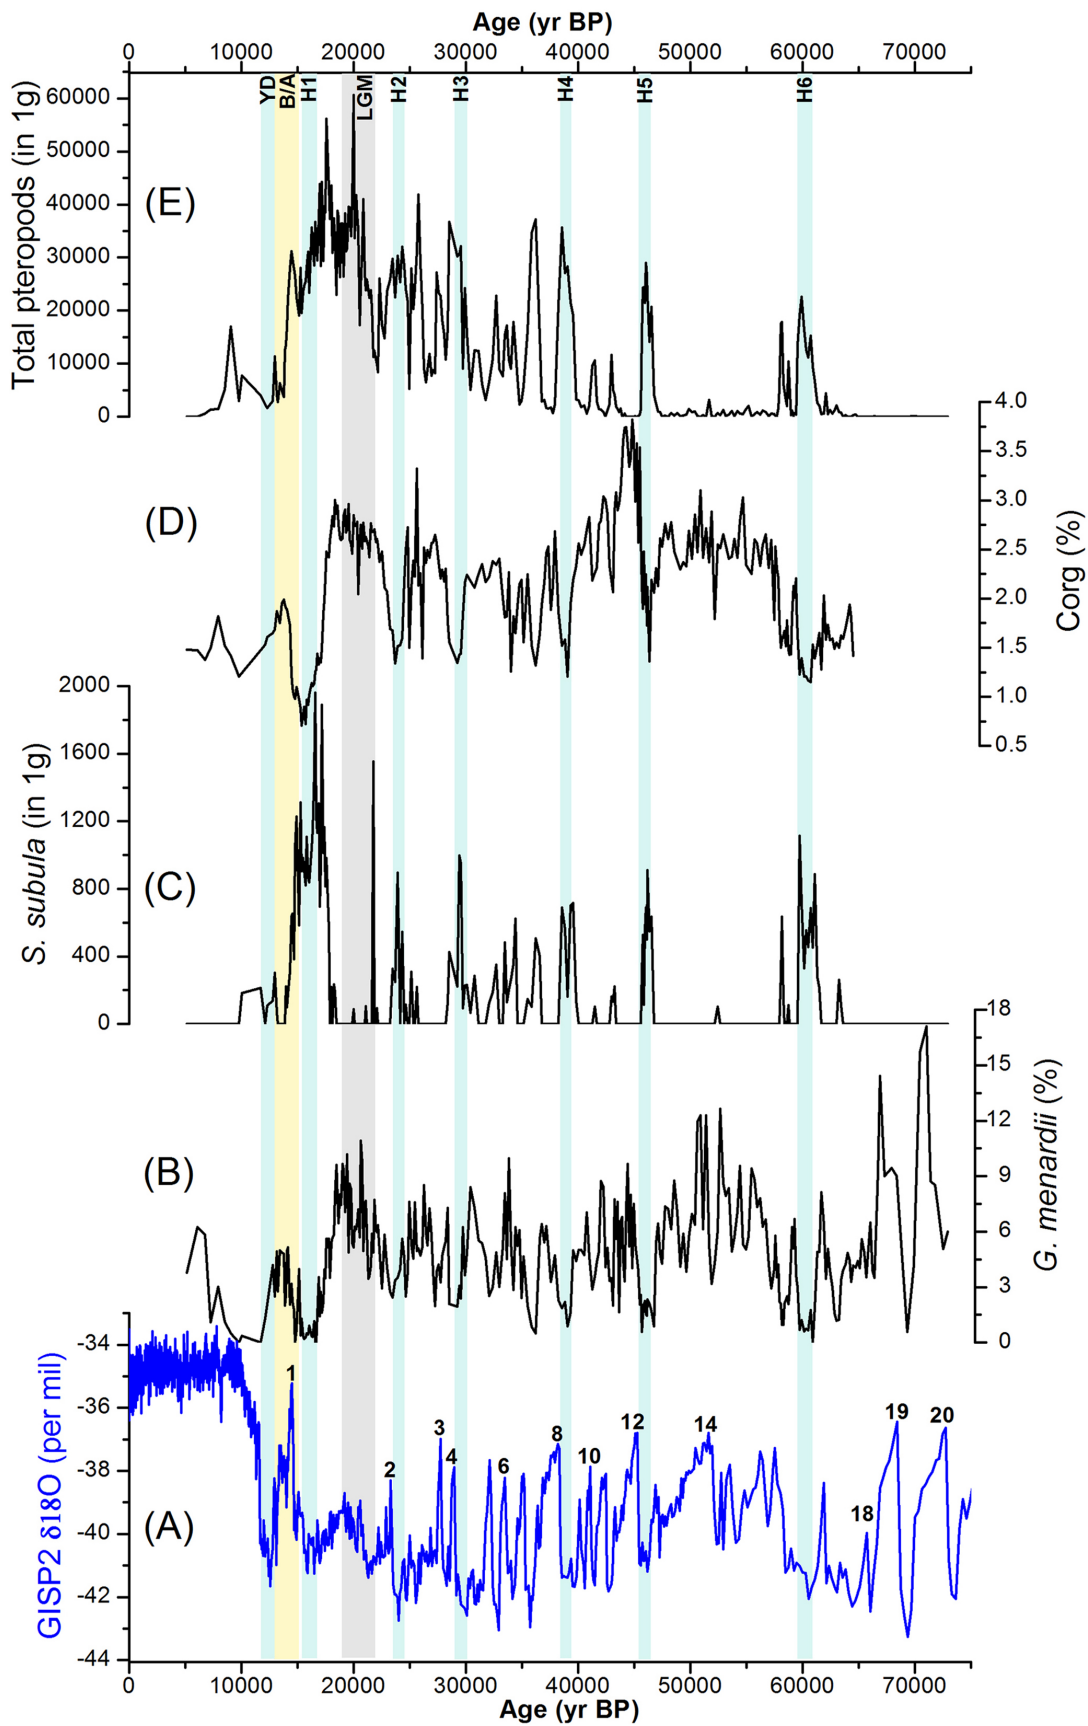 Age (yr BP)
0 10000 20000 30000 40000 50000 60000 70000
YD B/A H1 LGM H2 H3 H4 H5 H6
Total pteropods (in 1g)
60000
50000
40000
30000
20000
10000
0
(E)
4.0
3.5
3.0
2.5
2.0
1.5
1.0
0.5
Corg (%)
(D)
2000
1600
1200
800
400
0
S. subula (in 1g)
(C)
18
15
12
9
6
3
0
G. menardii (%)
(B)
-34
-36
-38
-40
-42
-44
GISP2 δ18O (per mil)
(A)
1 2 3 4 6 8 10 12 14 18 19 20
0 10000 20000 30000 40000 50000 60000 70000
Age (yr BP)